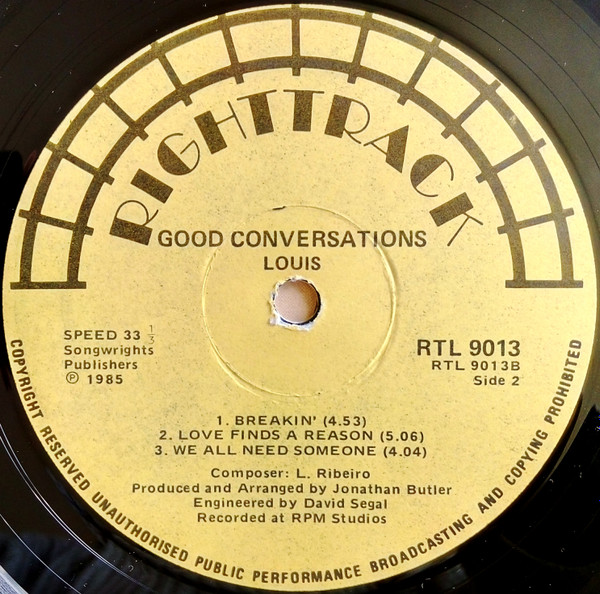 RIGHTTRACK
GOOD CONVERSATIONS
LOUIS
SPEED 33 1/3
Songwrights
Publishers
℗ 1985
RTL 9013
RTL 9013B
Side 2
1. BREAKIN' (4.53)
2. LOVE FINDS A REASON (5.06)
3. WE ALL NEED SOMEONE (4.04)
Composer: L. Ribeiro
Produced and Arranged by Jonathan Butler
Engineered by David Segal
Recorded at RPM Studios
COPYRIGHT RESERVED UNAUTHORISED PUBLIC PERFORMANCE BROADCASTING AND COPYING PROHIBITED